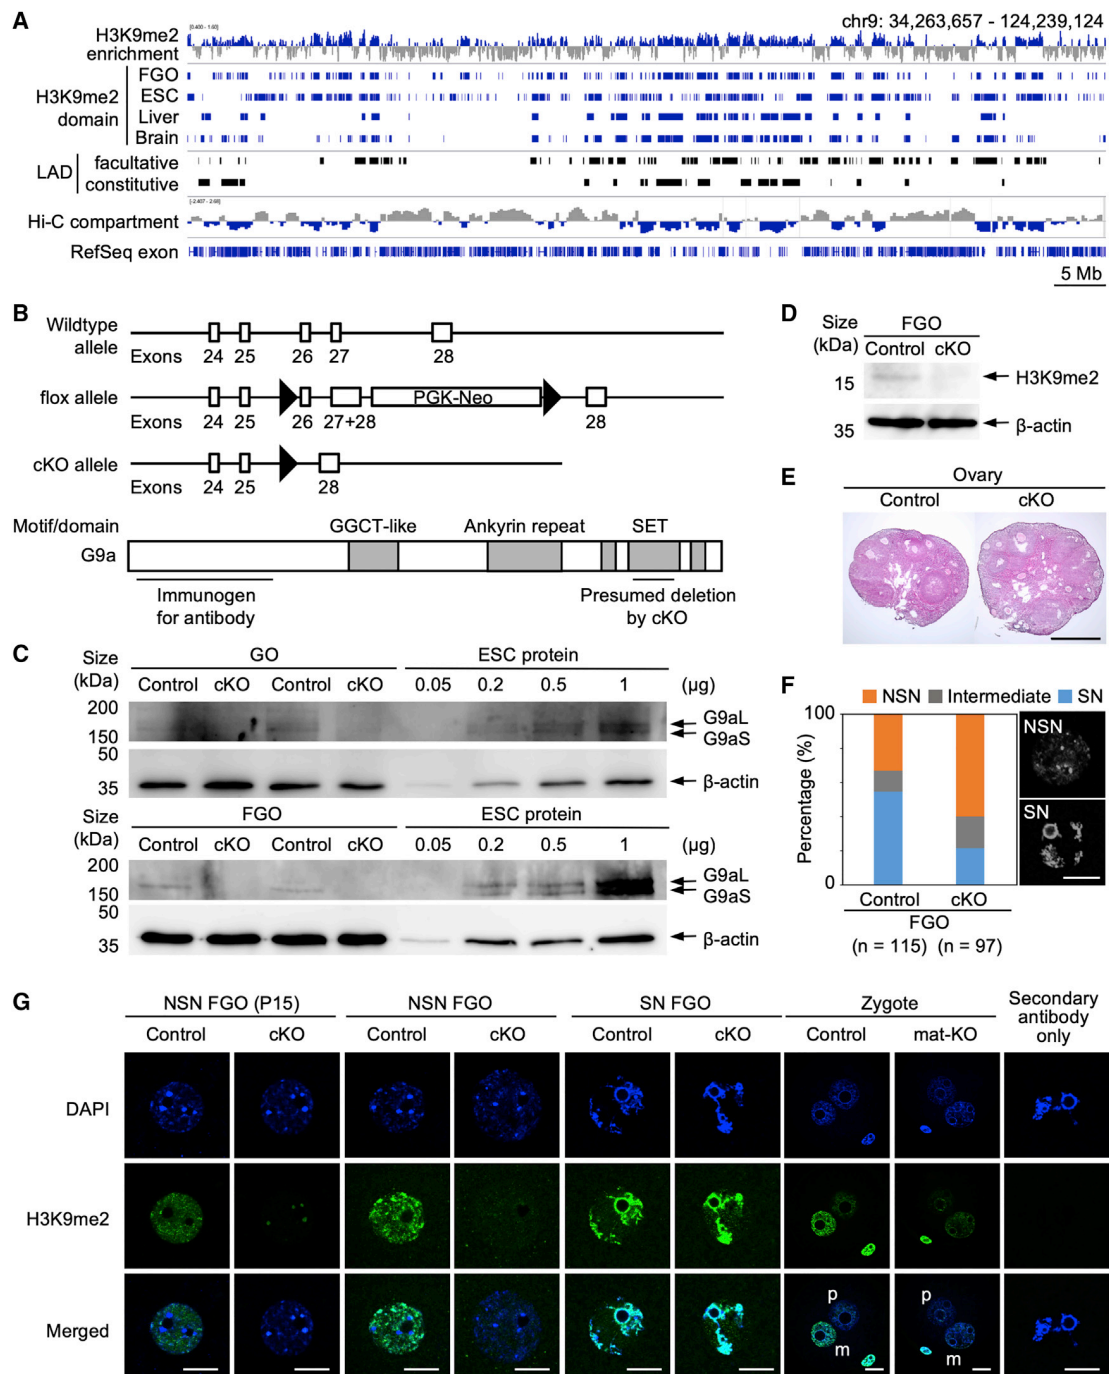 A
[0.400 - 1.60]
chr9: 34,263,657 - 124,239,124
H3K9me2
enrichment
H3K9me2
domain
FGO
ESC
Liver
Brain
LAD
facultative
constitutive
[-2.407 - 2.68]
Hi-C compartment
RefSeq exon
5 Mb
B
Wildtype
allele
Exons 24 25 26 27 28
flox allele
PGK-Neo
Exons 24 25 26 27+28 28
cKO allele
Exons 24 25 28
Motif/domain GGCT-like Ankyrin repeat SET
G9a
Immunogen
for antibody
Presumed deletion
by cKO
C
Size
(kDa)
GO ESC protein
Control cKO Control cKO 0.05 0.2 0.5 1 (µg)
200
150
G9aL
G9aS
50
35
β-actin
Size
(kDa)
FGO ESC protein
Control cKO Control cKO 0.05 0.2 0.5 1 (µg)
200
150
G9aL
G9aS
50
35
β-actin
D
Size
(kDa)
FGO
Control cKO
15
H3K9me2
35
β-actin
E
Ovary
Control cKO
F
NSN Intermediate SN
100
Percentage (%)
0
Control cKO
FGO
(n = 115) (n = 97)
NSN
SN
G
NSN FGO (P15) NSN FGO SN FGO Zygote Secondary
antibody
only
Control cKO Control cKO Control cKO Control mat-KO
DAPI
H3K9me2
Merged
p
m
p
m